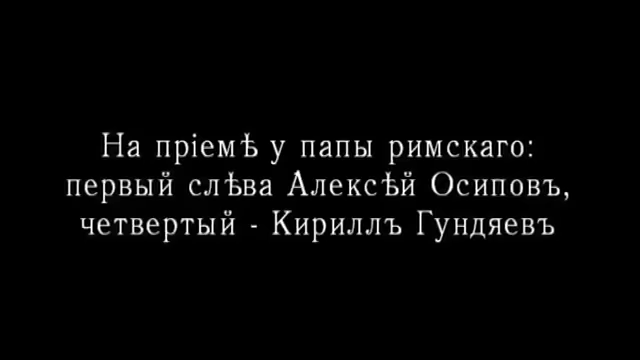 На пріемѣ у папы римскаго:
первый слѣва Алексѣй Осиповъ,
четвертый - Кириллъ Гундяевъ